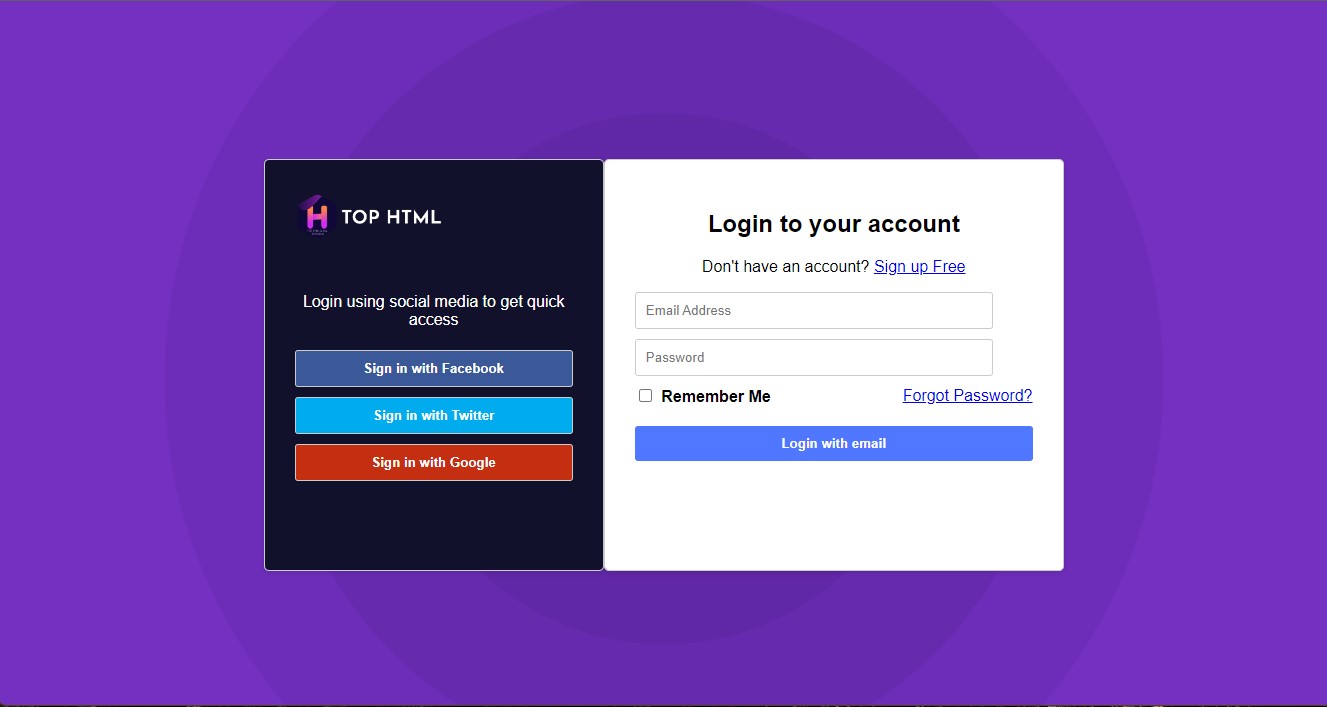 TOP HTML
Login using social media to get quick
access
Sign in with Facebook
Sign in with Twitter
Sign in with Google
Login to your account
Don't have an account? Sign up Free
Email Address
Password
Remember Me Forgot Password?
Login with email